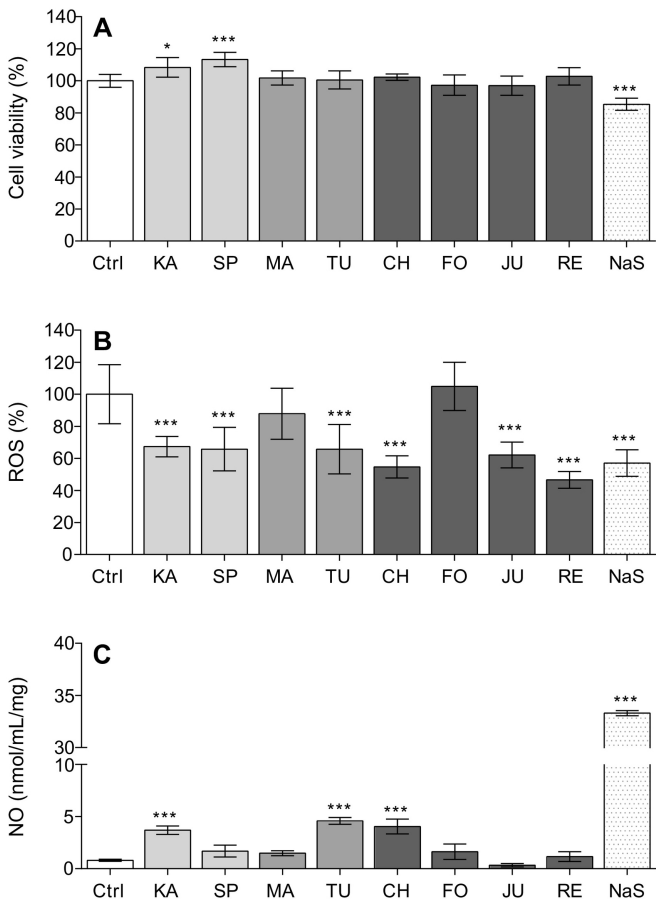 A
Cell viability (%)
140
120
100
80
60
40
20
0
* *** ***
Ctrl KA SP MA TU CH FO JU RE NaS
B
ROS (%)
140
120
100
80
60
40
20
0
*** *** *** *** *** *** ***
Ctrl KA SP MA TU CH FO JU RE NaS
C
NO (nmol/mL/mg)
40
35
30
10
5
0
*** *** *** ***
Ctrl KA SP MA TU CH FO JU RE NaS